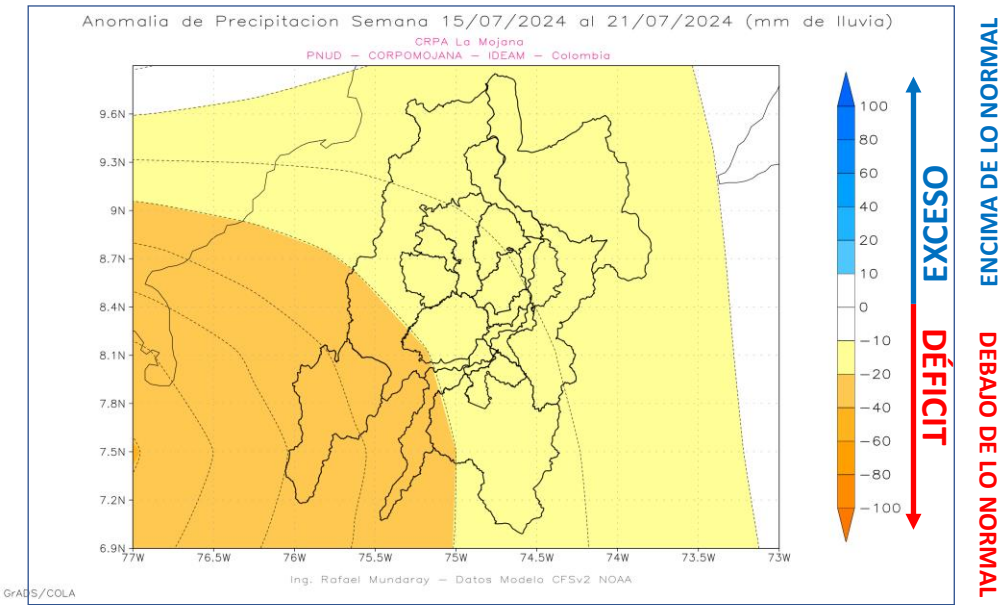 Anomalia de Precipitacion Semana 15/07/2024 al 21/07/2024 (mm de lluvia)
CRPA La Mojana
PNUD – CORPOMOJANA – IDEAM – Colombia
9.6N
9.3N
9N
8.7N
8.4N
8.1N
7.8N
7.5N
7.2N
6.9N
77W
76.5W
76W
75.5W
75W
74.5W
74W
73.5W
73W
100
80
60
40
20
10
0
−10
−20
−40
−60
−80
−100
EXCESO
DÉFICIT
ENCIMA DE LO NORMAL
DEBAJO DE LO NORMAL
Ing. Rafael Mundaray – Datos Modelo CFSv2 NOAA
GrADS/COLA